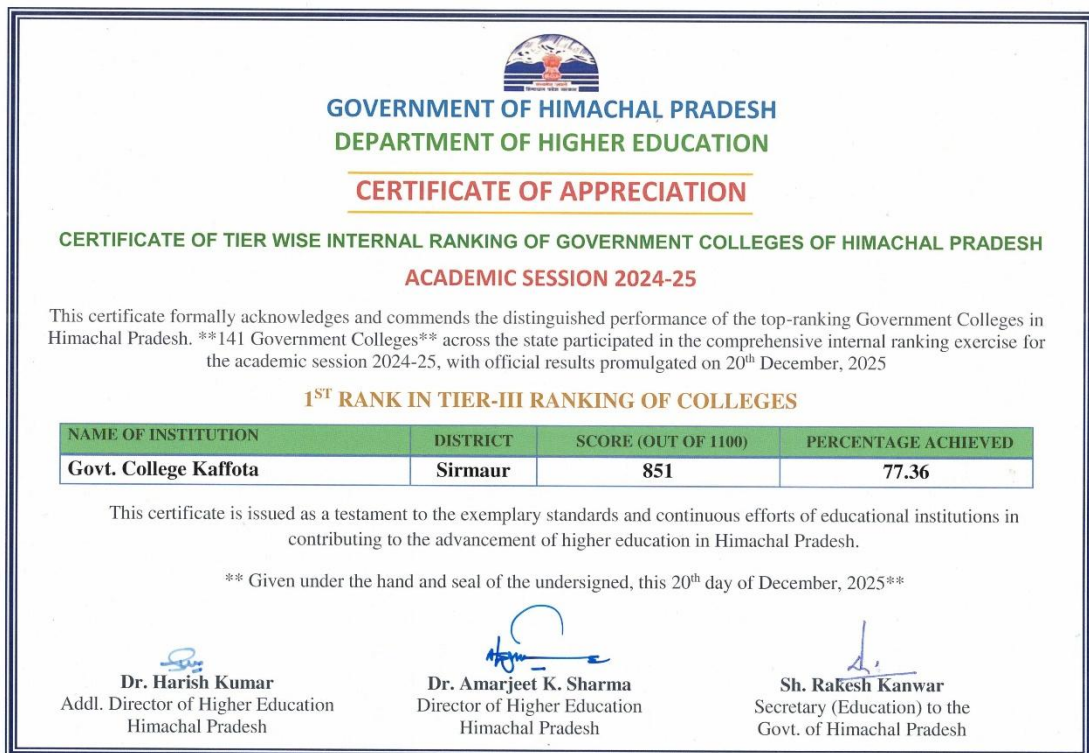 हिमाचल प्रदेश सरकार
GOVERNMENT OF HIMACHAL PRADESH
DEPARTMENT OF HIGHER EDUCATION
CERTIFICATE OF APPRECIATION
CERTIFICATE OF TIER WISE INTERNAL RANKING OF GOVERNMENT COLLEGES OF HIMACHAL PRADESH
ACADEMIC SESSION 2024-25
This certificate formally acknowledges and commends the distinguished performance of the top-ranking Government Colleges in
Himachal Pradesh. **141 Government Colleges** across the state participated in the comprehensive internal ranking exercise for
the academic session 2024-25, with official results promulgated on 20th December, 2025
1ST RANK IN TIER-III RANKING OF COLLEGES
NAME OF INSTITUTION DISTRICT SCORE (OUT OF 1100) PERCENTAGE ACHIEVED
Govt. College Kaffota Sirmaur 851 77.36
This certificate is issued as a testament to the exemplary standards and continuous efforts of educational institutions in
contributing to the advancement of higher education in Himachal Pradesh.
** Given under the hand and seal of the undersigned, this 20th day of December, 2025**
Dr. Harish Kumar
Addl. Director of Higher Education
Himachal Pradesh
Dr. Amarjeet K. Sharma
Director of Higher Education
Himachal Pradesh
Sh. Rakesh Kanwar
Secretary (Education) to the
Govt. of Himachal Pradesh